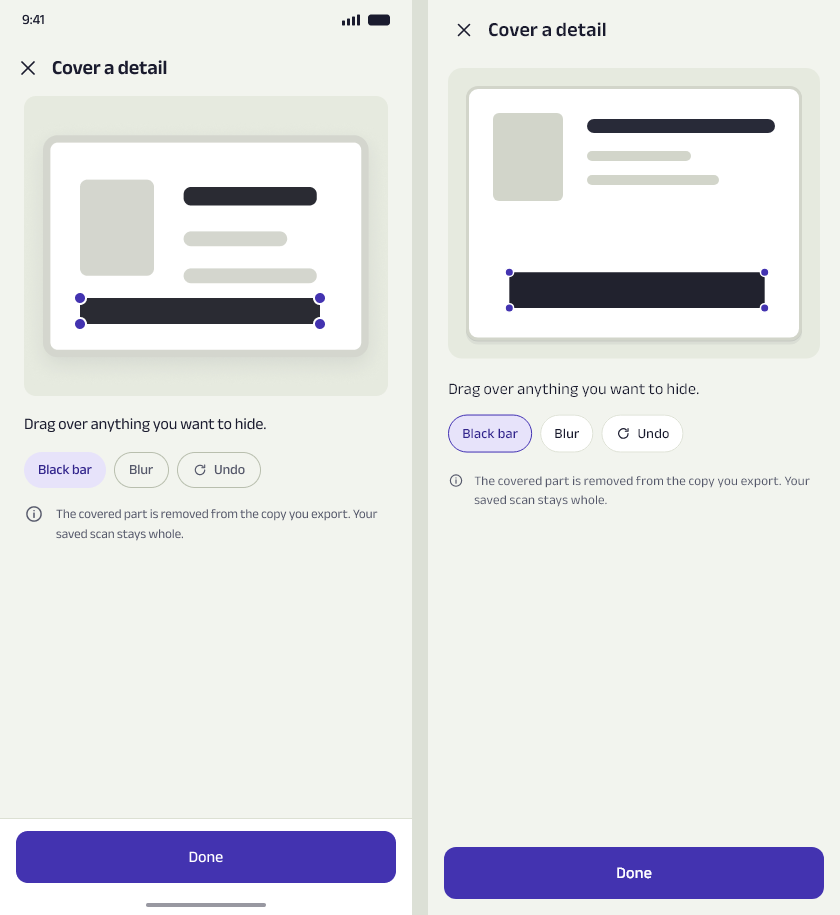 9:41
Cover a detail
Drag over anything you want to hide.
Black bar
Blur
Undo
The covered part is removed from the copy you export. Your
saved scan stays whole.
Done
Cover a detail
Drag over anything you want to hide.
Black bar
Blur
Undo
The covered part is removed from the copy you export. Your
saved scan stays whole.
Done